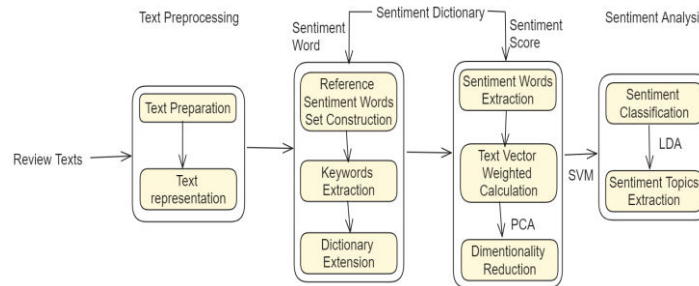 Text Preprocessing
Sentiment Dictionary
Sentiment Analysis
Sentiment
Word
Sentiment
Score
Review Texts
Text Preparation
Text
representation
Reference
Sentiment Words
Set Construction
Keywords
Extraction
Dictionary
Extension
Sentiment Words
Extraction
Text Vector
Weighted
Calculation
PCA
Dimentionality
Reduction
SVM
Sentiment
Classification
LDA
Sentiment Topics
Extraction